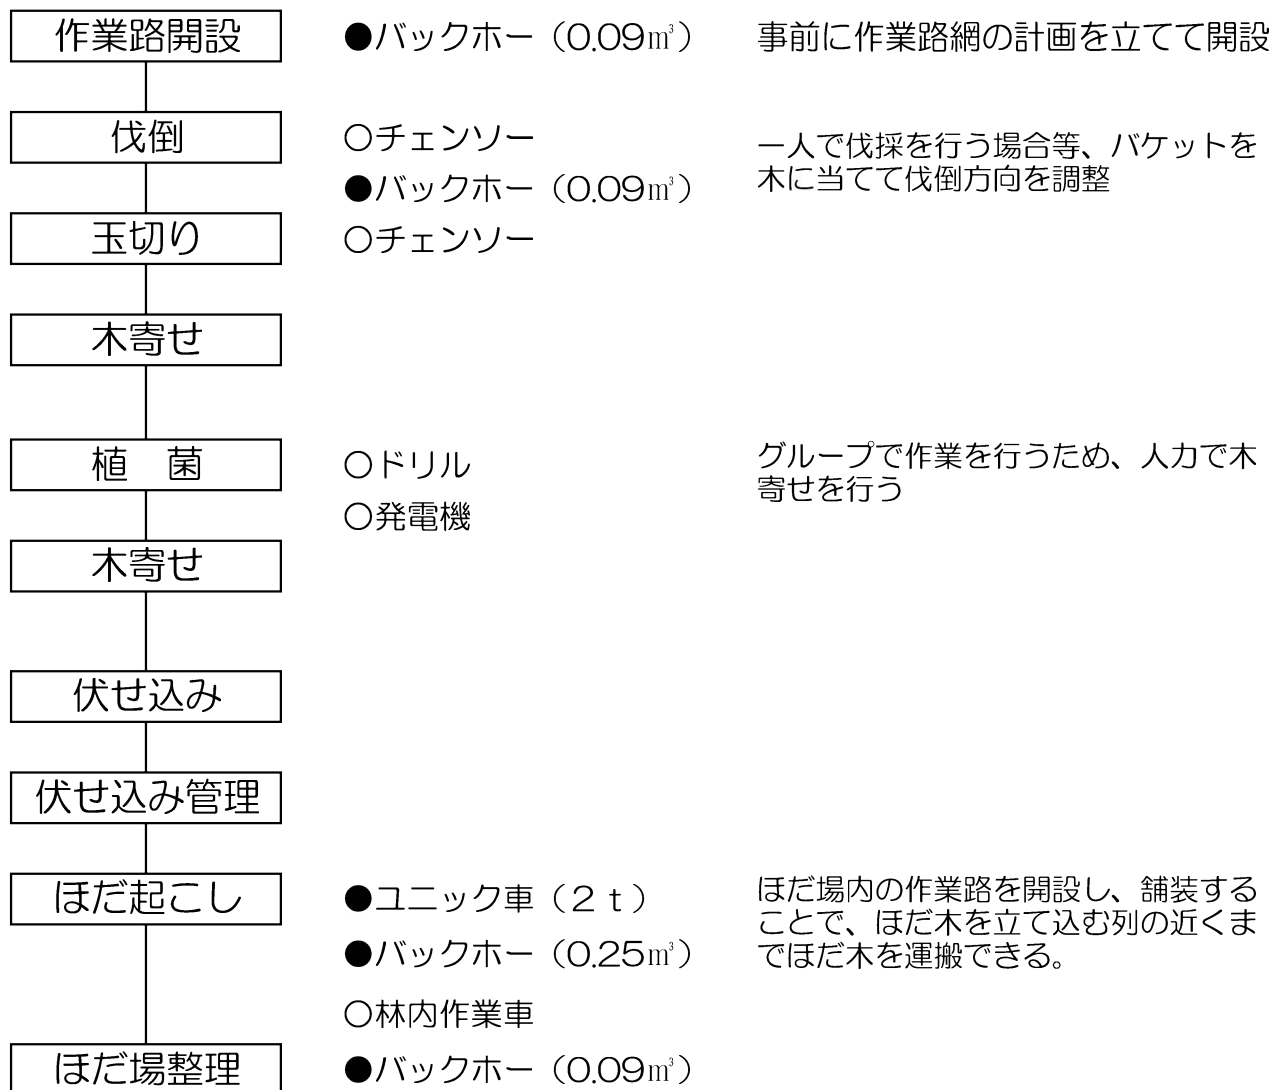 作業路開設　●バックホー（0.09㎥）　事前に作業路網の計画を立てて開設
伐倒　○チェンソー
一人で伐採を行う場合等、バケットを
木に当てて伐倒方向を調整
●バックホー（0.09㎥）
玉切り　○チェンソー
木寄せ
植　菌　○ドリル
グループで作業を行うため、人力で木
寄せを行う
○発電機
木寄せ
伏せ込み
伏せ込み管理
ほだ起こし　●ユニック車（２ｔ）
ほだ場内の作業路を開設し、舗装する
ことで、ほだ木を立て込む列の近くま
でほだ木を運搬できる。
●バックホー（0.25㎥）
○林内作業車
ほだ場整理　●バックホー（0.09㎥）